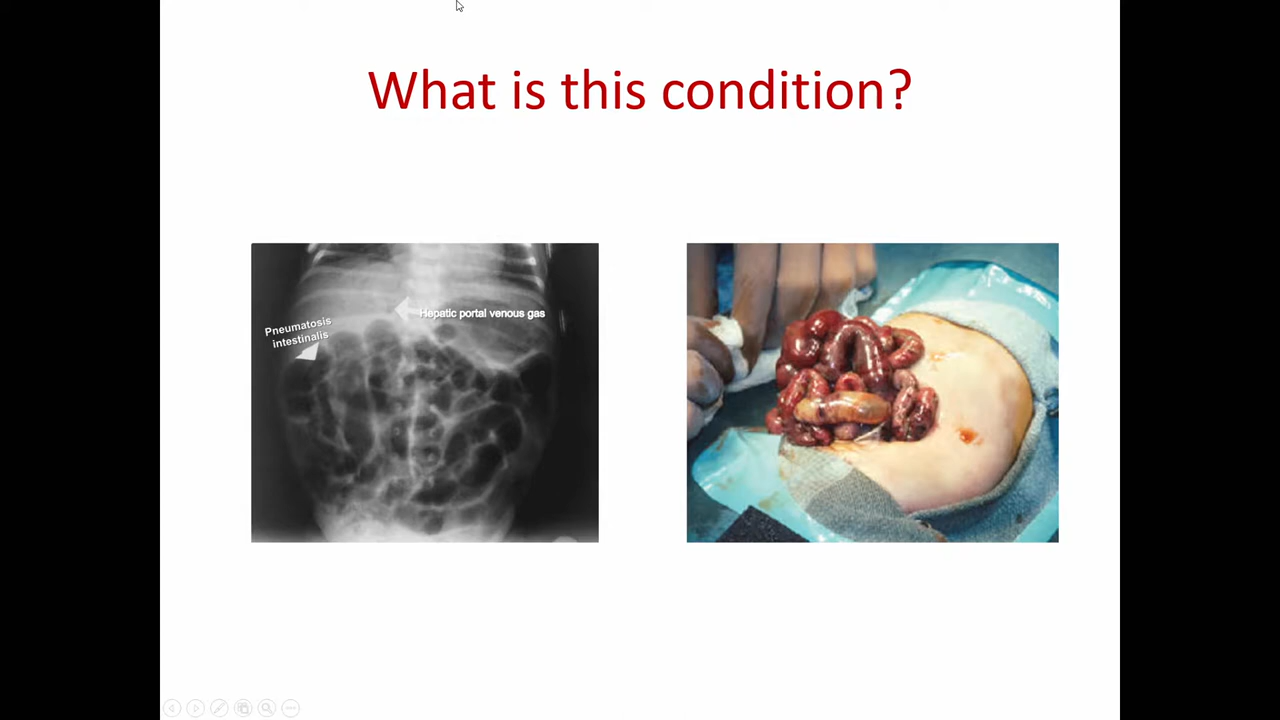 What is this condition?
Pneumatosis
intestinalis
Hepatic portal venous gas